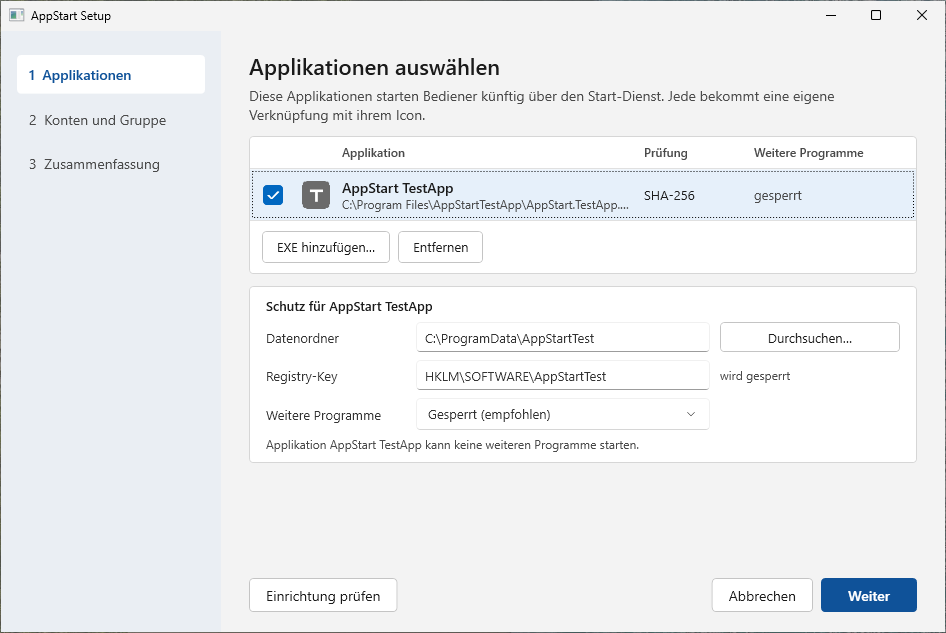 AppStart Setup
1 Applikationen
2 Konten und Gruppe
3 Zusammenfassung
Applikationen auswählen
Diese Applikationen starten Bediener künftig über den Start-Dienst. Jede bekommt eine eigene
Verknüpfung mit ihrem Icon.
Applikation Prüfung Weitere Programme
T AppStart TestApp SHA-256 gesperrt
C:\Program Files\AppStartTestApp\AppStart.TestApp....
EXE hinzufügen... Entfernen
Schutz für AppStart TestApp
Datenordner C:\ProgramData\AppStartTest Durchsuchen...
Registry-Key HKLM\SOFTWARE\AppStartTest wird gesperrt
Weitere Programme Gesperrt (empfohlen)
Applikation AppStart TestApp kann keine weiteren Programme starten.
Einrichtung prüfen Abbrechen Weiter